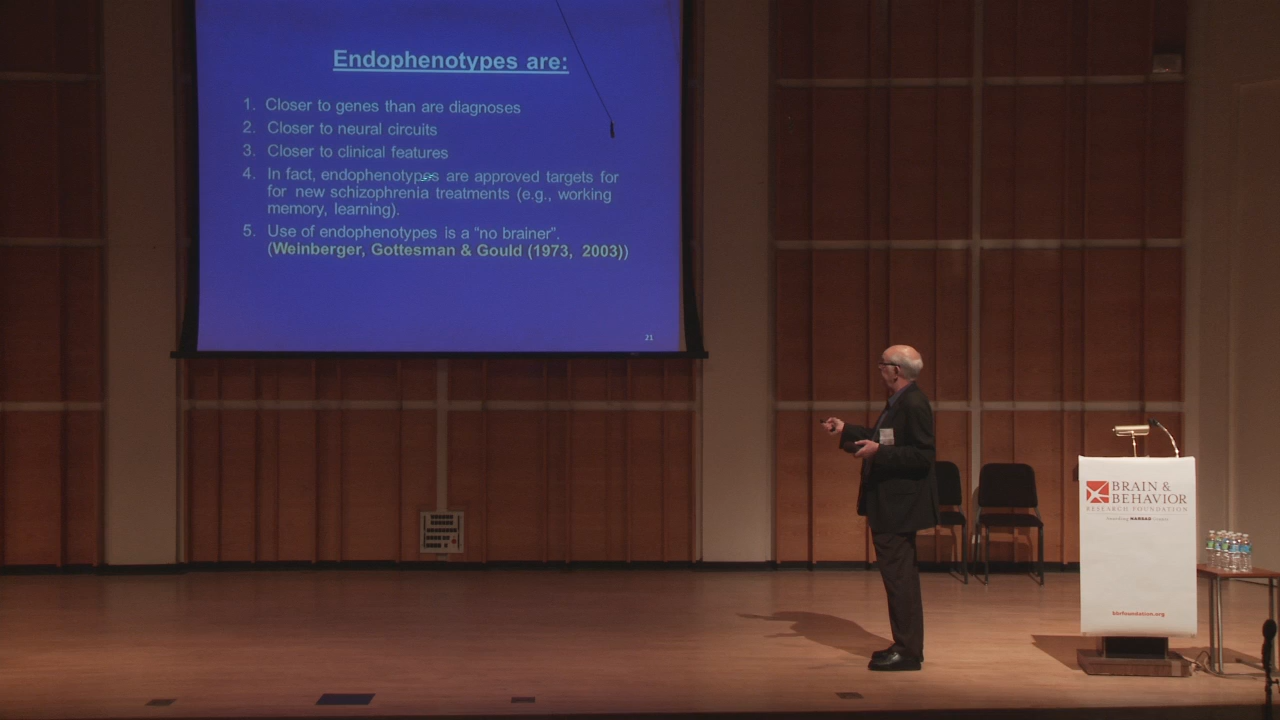 Endophenotypes are:
1. Closer to genes than are diagnoses
2. Closer to neural circuits
3. Closer to clinical features
4. In fact, endophenotypes are approved targets for
for new schizophrenia treatments (e.g., working
memory, learning).
5. Use of endophenotypes is a "no brainer".
(Weinberger, Gottesman & Gould (1973, 2003))
21
BRAIN &
BEHAVIOR
RESEARCH FOUNDATION
NARSAD
bbrfoundation.org